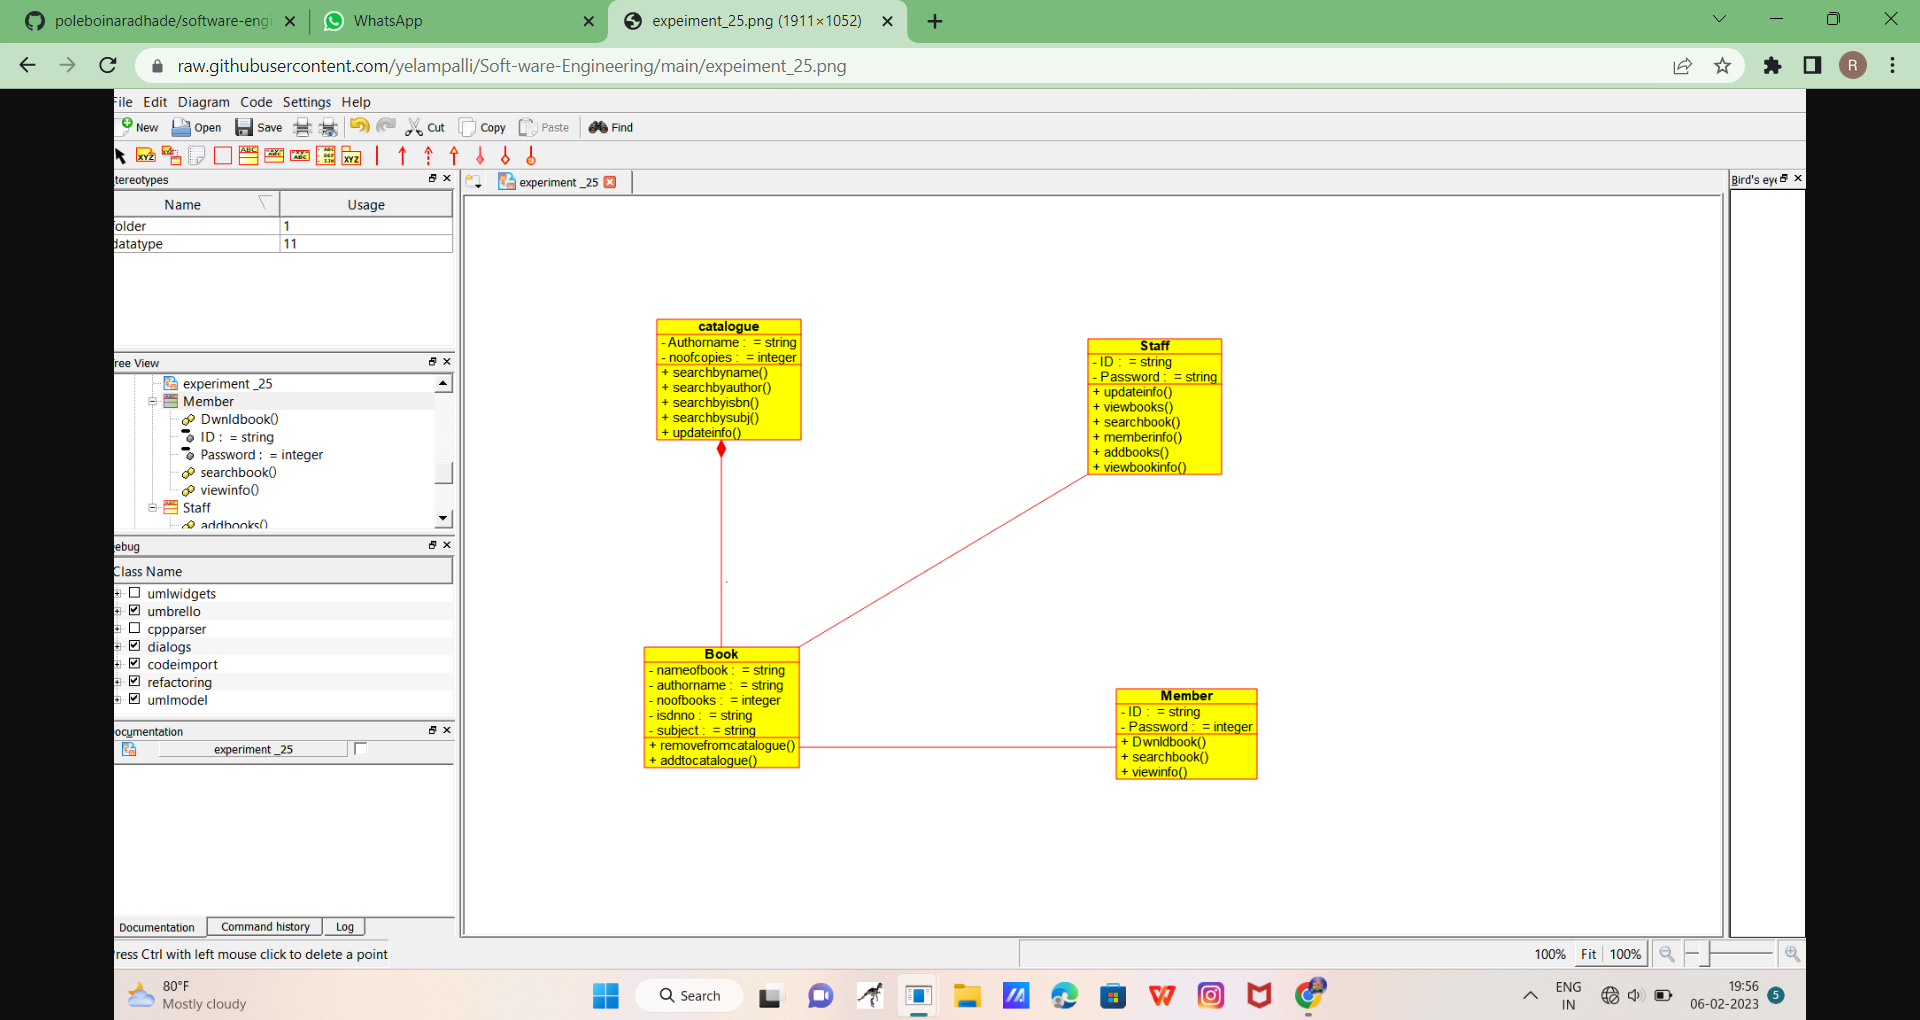 poleboinaradhade/software-engi
WhatsApp
expeiment_25.png (1911×1052)
raw.githubusercontent.com/yelampalli/Soft-ware-Engineering/main/expeiment_25.png
R
ile Edit Diagram Code Settings Help
New Open Save Cut Copy Paste Find
tereotypes
Name Usage
older 1
datatype 11
ree View
experiment _25
Member
Dwnldbook()
ID : = string
Password : = integer
searchbook()
viewinfo()
Staff
addbooks()
ebug
Class Name
umlwidgets
umbrello
cppparser
dialogs
codeimport
refactoring
umlmodel
ocumentation
experiment _25
Documentation Command history Log
ress Ctrl with left mouse click to delete a point
experiment _25
Bird's eye
catalogue
- Authorname : = string
- noofcopies : = integer
+ searchbyname()
+ searchbyauthor()
+ searchbyisbn()
+ searchbysubj()
+ updateinfo()
Staff
- ID : = string
- Password : = string
+ updateinfo()
+ viewbooks()
+ searchbook()
+ memberinfo()
+ addbooks()
+ viewbookinfo()
Book
- nameofbook : = string
- authorname : = string
- noofbooks : = integer
- isdnno : = string
- subject : = string
+ removefromcatalogue()
+ addtocatalogue()
Member
- ID : = string
- Password : = integer
+ Dwnldbook()
+ searchbook()
+ viewinfo()
100% Fit 100%
80°F
Mostly cloudy
Search
ENG
IN
19:56
06-02-2023
5